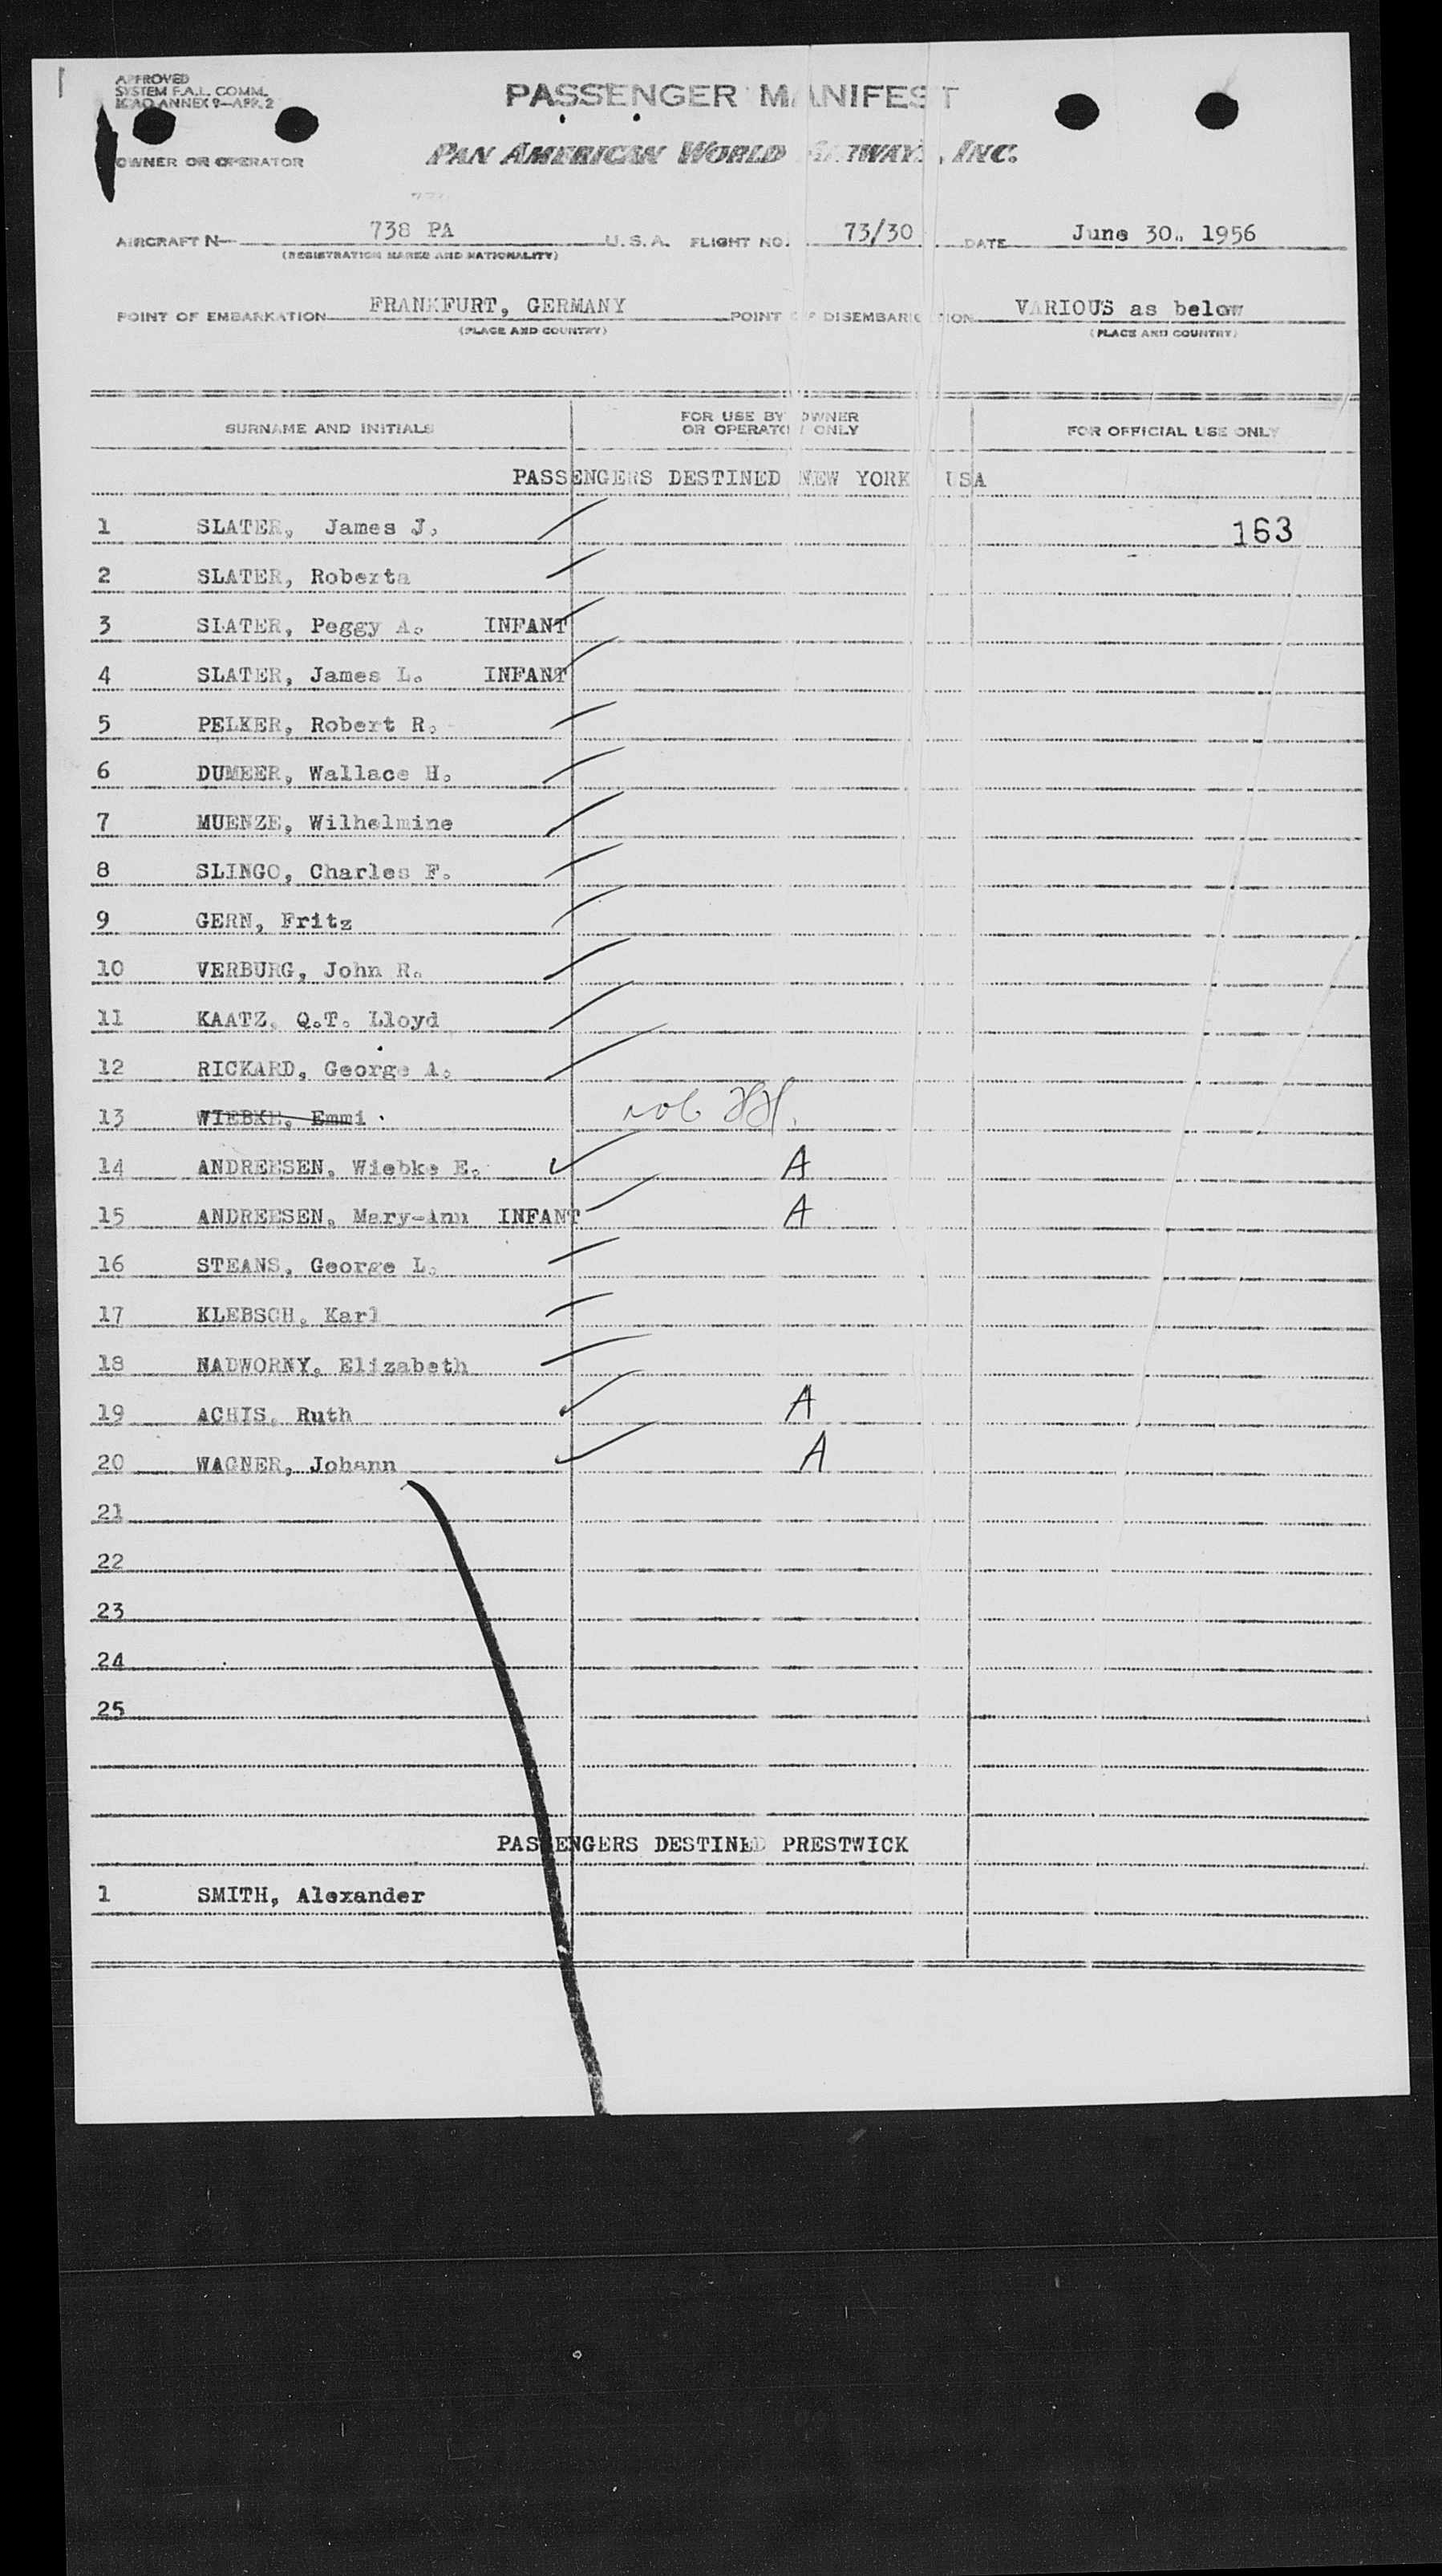 APPROVED
SYSTEM F.A.L. COMM.
ICAO ANNEX 9—APP. 2
PASSENGER MANIFEST
OWNER OR OPERATOR PAN AMERICAN WORLD AIRWAYS, INC.
AIRCRAFT N— 738 PA U.S.A. FLIGHT NO. 73/30 DATE June 30, 1956
(REGISTRATION MARKS AND NATIONALITY)
POINT OF EMBARKATION FRANKFURT, GERMANY POINT OF DISEMBARKATION VARIOUS as below
(PLACE AND COUNTRY) (PLACE AND COUNTRY)
SURNAME AND INITIALS FOR USE BY OWNER OR OPERATOR ONLY FOR OFFICIAL USE ONLY
PASSENGERS DESTINED NEW YORK USA
1 SLATER, James J. 163
2 SLATER, Roberta
3 SLATER, Peggy A. INFANT
4 SLATER, James L. INFANT
5 PELKER, Robert R.
6 DUMEER, Wallace H.
7 MUENZE, Wilhelmine
8 SLINGO, Charles F.
9 GERN, Fritz
10 VERBURG, John R.
11 KAATZ, Q.T. Lloyd
12 RICKARD, George A.
13 WIEBKE, Emmi
14 ANDREESEN, Wiebke E. A
15 ANDREESEN, Mary-Ann INFANT A
16 STEANS, George L.
17 KLEBSCH, Karl
18 NADWORNY, Elizabeth
19 ACHIS, Ruth A
20 WAGNER, Johann A
21
22
23
24
25
PASSENGERS DESTINED PRESTWICK
1 SMITH, Alexander